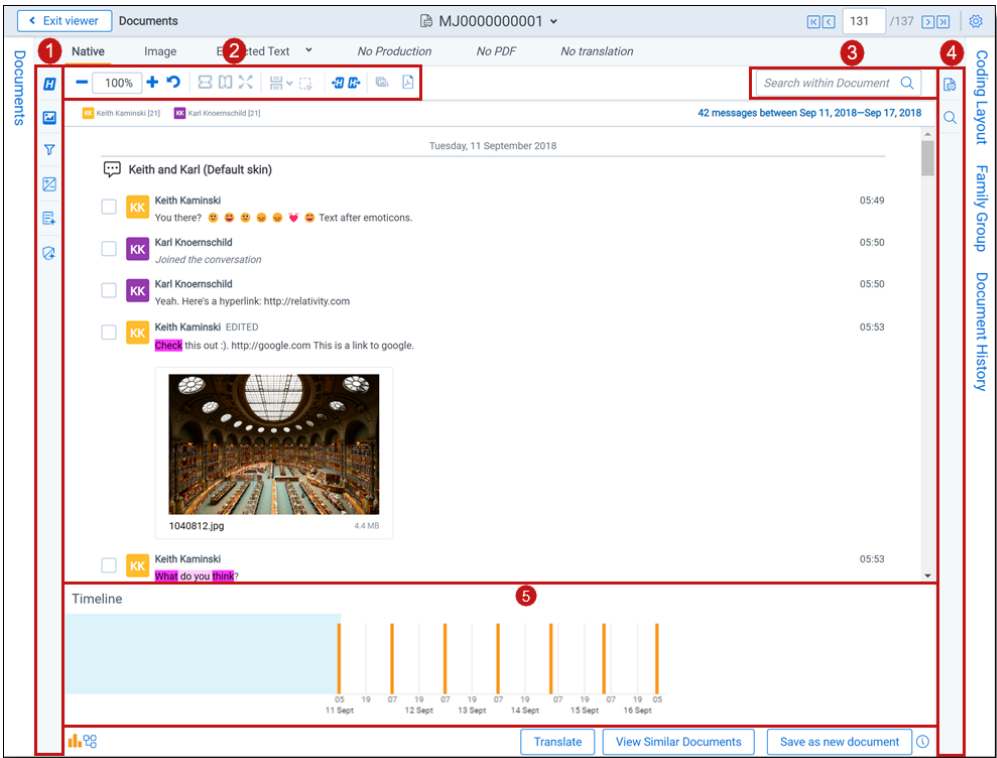 Exit viewer Documents MJ0000000001 131 /137
1 Native Image 2 Extracted Text No Production No PDF No translation 3 4
Documents
100% Search within Document
Keith Kaminski [21] Karl Knoernschild [21] 42 messages between Sep 11, 2018—Sep 17, 2018
Tuesday, 11 September 2018
Keith and Karl (Default skin)
KK Keith Kaminski 05:49
You there? Text after emoticons.
KK Karl Knoernschild 05:50
Joined the conversation
KK Karl Knoernschild 05:50
Yeah. Here's a hyperlink: http://relativity.com
KK Keith Kaminski EDITED 05:53
Check this out :). http://google.com This is a link to google.
1040812.jpg 4.4 MB
KK Keith Kaminski 05:53
What do you think?
Coding Layout
Family Group
Document History
Timeline 5
05 19 07 19 07 19 07 19 07 19 07 19 05
11 Sept 12 Sept 13 Sept 14 Sept 15 Sept 16 Sept
Translate View Similar Documents Save as new document